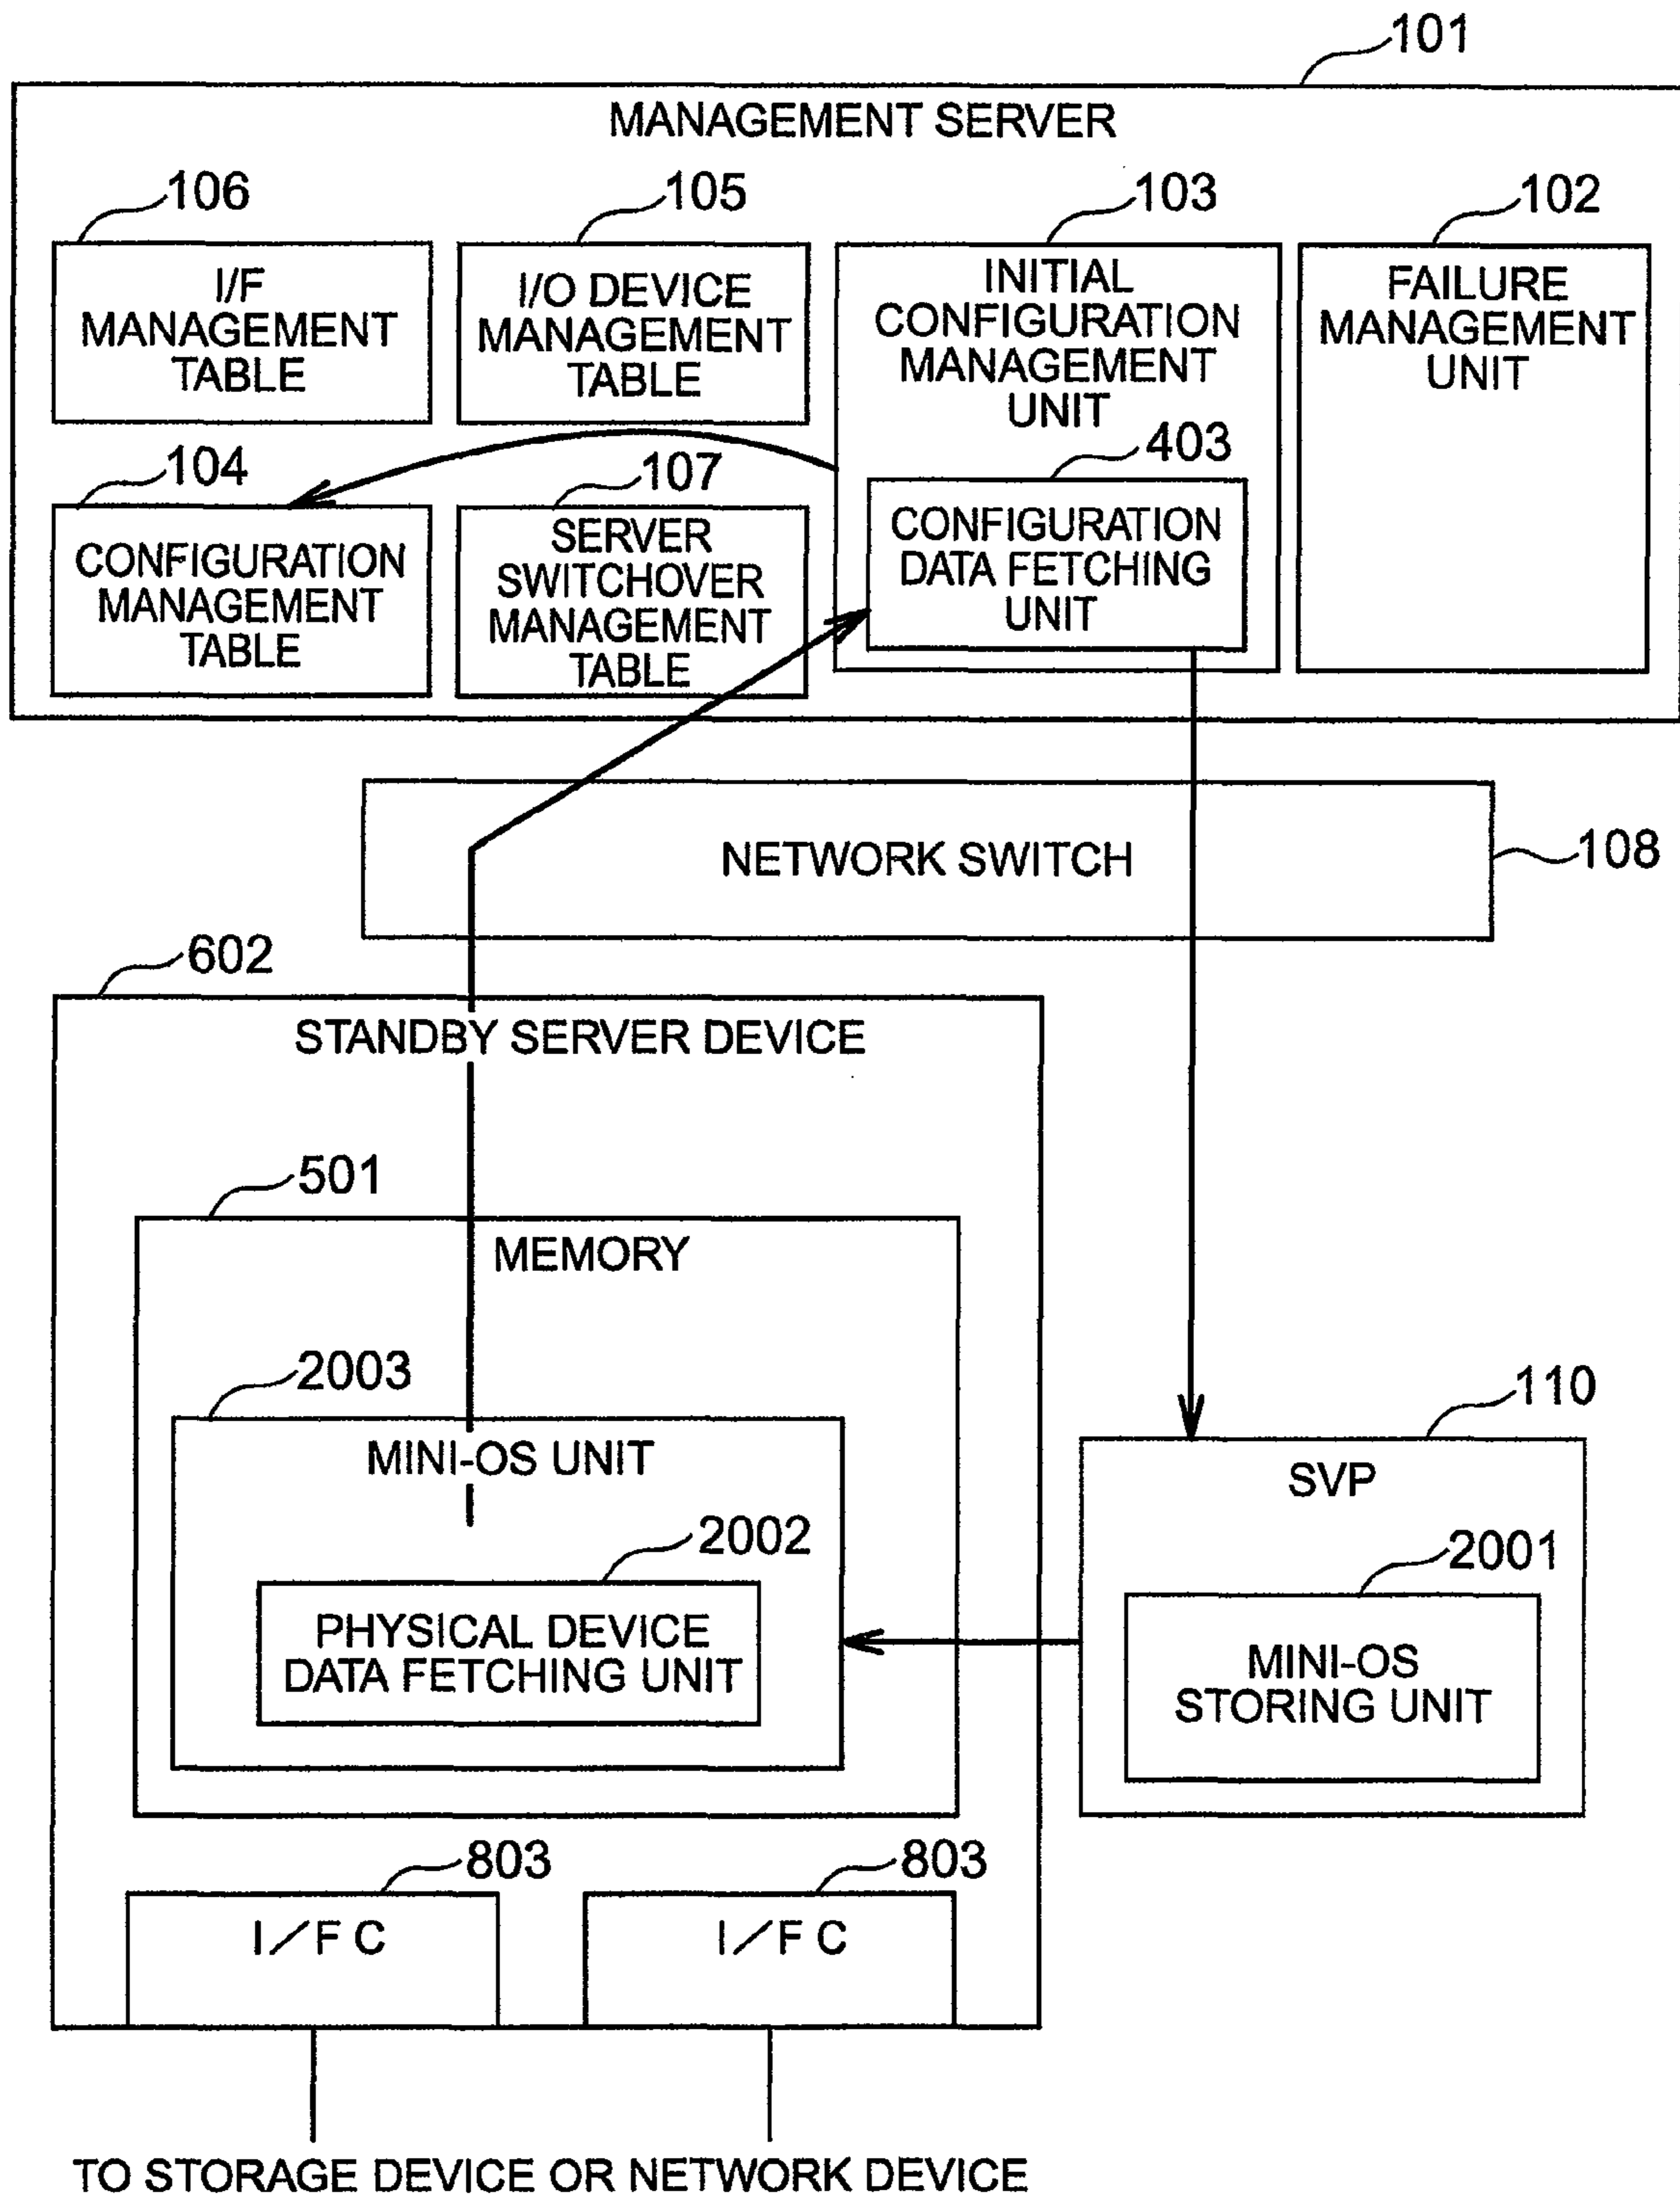 101
MANAGEMENT SERVER
106
105
103
102
I/F
MANAGEMENT
TABLE
I/O DEVICE
MANAGEMENT
TABLE
INITIAL
CONFIGURATION
MANAGEMENT
UNIT
FAILURE
MANAGEMENT
UNIT
104
107
403
CONFIGURATION
MANAGEMENT
TABLE
SERVER
SWITCHOVER
MANAGEMENT
TABLE
CONFIGURATION
DATA FETCHING
UNIT
NETWORK SWITCH
108
602
STANDBY SERVER DEVICE
501
MEMORY
2003
MINI-OS UNIT
110
SVP
2002
PHYSICAL DEVICE
DATA FETCHING UNIT
2001
MINI-OS
STORING UNIT
803
803
I/F C
I/F C
TO STORAGE DEVICE OR NETWORK DEVICE